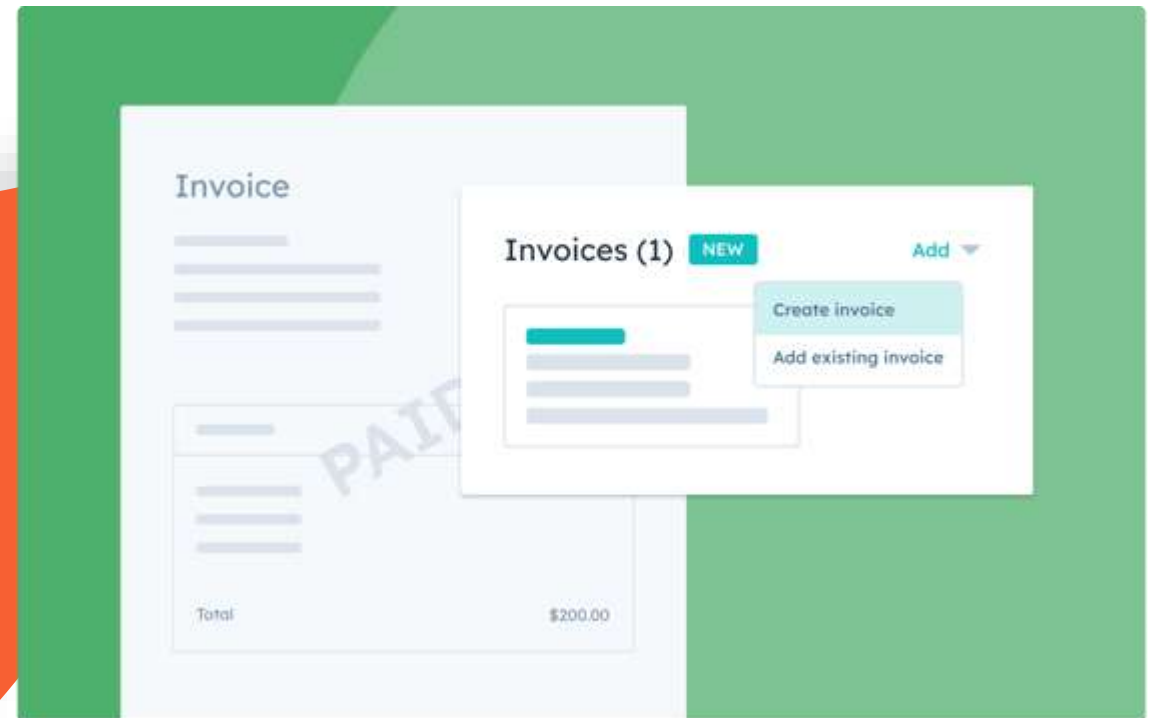 Invoice
Invoices (1) NEW Add
Create invoice
Add existing invoice
PAID
Total $200.00